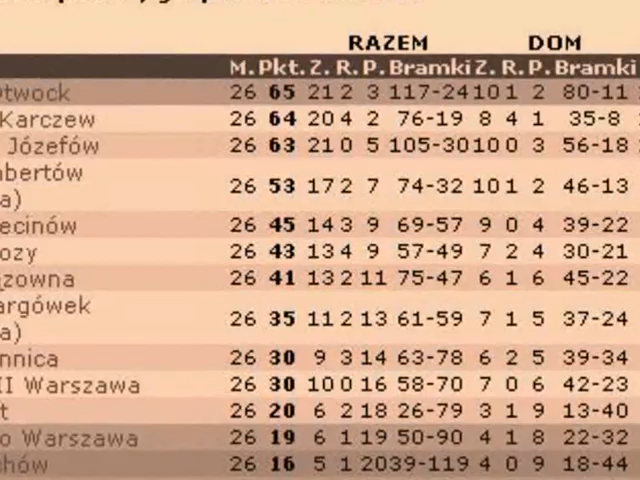 RAZEM DOM
M. Pkt. Z. R. P. Bramki Z. R. P. Bramki
Otwock 26 65 21 2 3 117-24 10 1 2 80-11
Karczew 26 64 20 4 2 76-19 8 4 1 35-8
Józefów 26 63 21 0 5 105-30 10 0 3 56-18
mbertów
a) 26 53 17 2 7 74-32 10 1 2 46-13
ecinów 26 45 14 3 9 69-57 9 0 4 39-22
ozy 26 43 13 4 9 57-49 7 2 4 30-21
ązowna 26 41 13 2 11 75-47 6 1 6 45-22
argówek
a) 26 35 11 2 13 61-59 7 1 5 37-24
nnica 26 30 9 3 14 63-78 6 2 5 39-34
II Warszawa 26 30 10 0 16 58-70 7 0 6 42-23
t 26 20 6 2 18 26-79 3 1 9 13-40
o Warszawa 26 19 6 1 19 50-90 4 1 8 22-32
chów 26 16 5 1 20 39-119 4 0 9 18-44